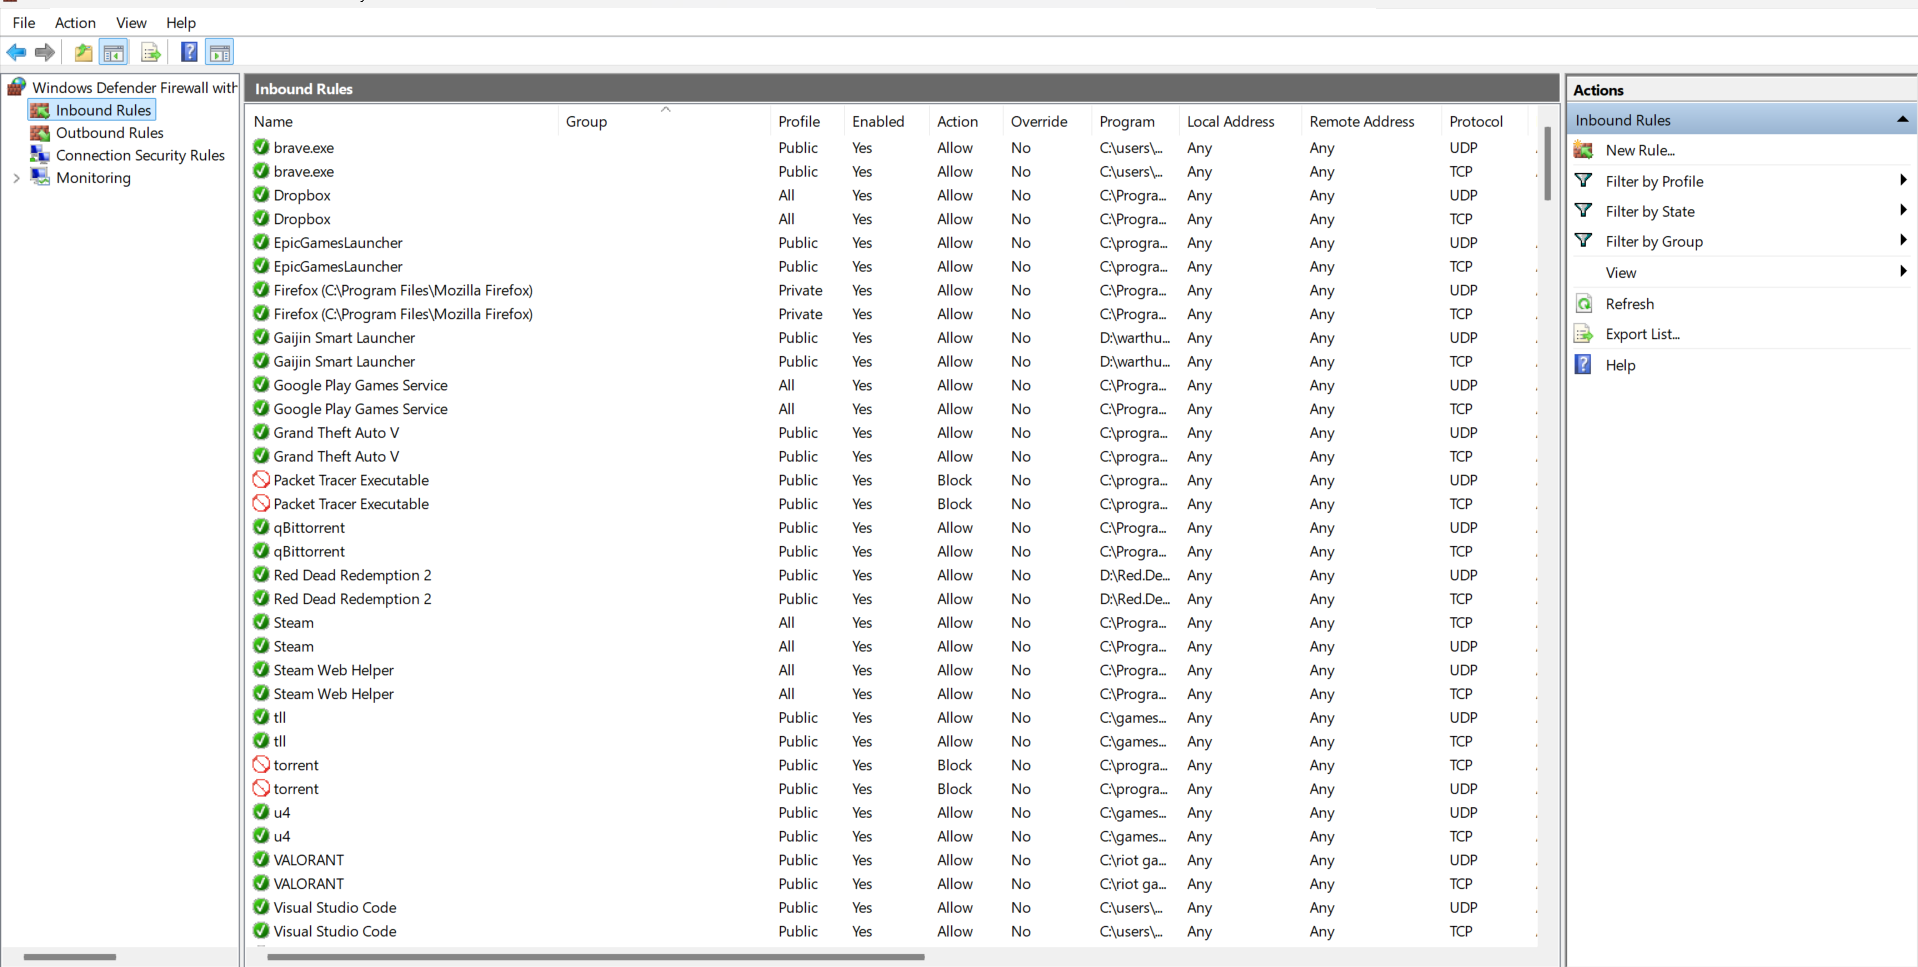 File Action View Help
Windows Defender Firewall with
Inbound Rules
Outbound Rules
Connection Security Rules
Monitoring
Inbound Rules
Name Group Profile Enabled Action Override Program Local Address Remote Address Protocol
brave.exe Public Yes Allow No C:\users\... Any Any UDP
brave.exe Public Yes Allow No C:\users\... Any Any TCP
Dropbox All Yes Allow No C:\Progra... Any Any UDP
Dropbox All Yes Allow No C:\Progra... Any Any TCP
EpicGamesLauncher Public Yes Allow No C:\progra... Any Any UDP
EpicGamesLauncher Public Yes Allow No C:\progra... Any Any TCP
Firefox (C:\Program Files\Mozilla Firefox) Private Yes Allow No C:\Progra... Any Any UDP
Firefox (C:\Program Files\Mozilla Firefox) Private Yes Allow No C:\Progra... Any Any TCP
Gaijin Smart Launcher Public Yes Allow No D:\warthu... Any Any UDP
Gaijin Smart Launcher Public Yes Allow No D:\warthu... Any Any TCP
Google Play Games Service All Yes Allow No C:\Progra... Any Any UDP
Google Play Games Service All Yes Allow No C:\Progra... Any Any TCP
Grand Theft Auto V Public Yes Allow No C:\progra... Any Any UDP
Grand Theft Auto V Public Yes Allow No C:\progra... Any Any TCP
Packet Tracer Executable Public Yes Block No C:\progra... Any Any UDP
Packet Tracer Executable Public Yes Block No C:\progra... Any Any TCP
qBittorrent Public Yes Allow No C:\Progra... Any Any UDP
qBittorrent Public Yes Allow No C:\Progra... Any Any TCP
Red Dead Redemption 2 Public Yes Allow No D:\Red.De... Any Any UDP
Red Dead Redemption 2 Public Yes Allow No D:\Red.De... Any Any TCP
Steam All Yes Allow No C:\Progra... Any Any TCP
Steam All Yes Allow No C:\Progra... Any Any UDP
Steam Web Helper All Yes Allow No C:\Progra... Any Any UDP
Steam Web Helper All Yes Allow No C:\Progra... Any Any TCP
tll Public Yes Allow No C:\games... Any Any UDP
tll Public Yes Allow No C:\games... Any Any TCP
torrent Public Yes Block No C:\progra... Any Any TCP
torrent Public Yes Block No C:\progra... Any Any UDP
u4 Public Yes Allow No C:\games... Any Any UDP
u4 Public Yes Allow No C:\games... Any Any TCP
VALORANT Public Yes Allow No C:\riot ga... Any Any UDP
VALORANT Public Yes Allow No C:\riot ga... Any Any TCP
Visual Studio Code Public Yes Allow No C:\users\... Any Any UDP
Visual Studio Code Public Yes Allow No C:\users\... Any Any TCP
Actions
Inbound Rules
New Rule...
Filter by Profile
Filter by State
Filter by Group
View
Refresh
Export List...
Help